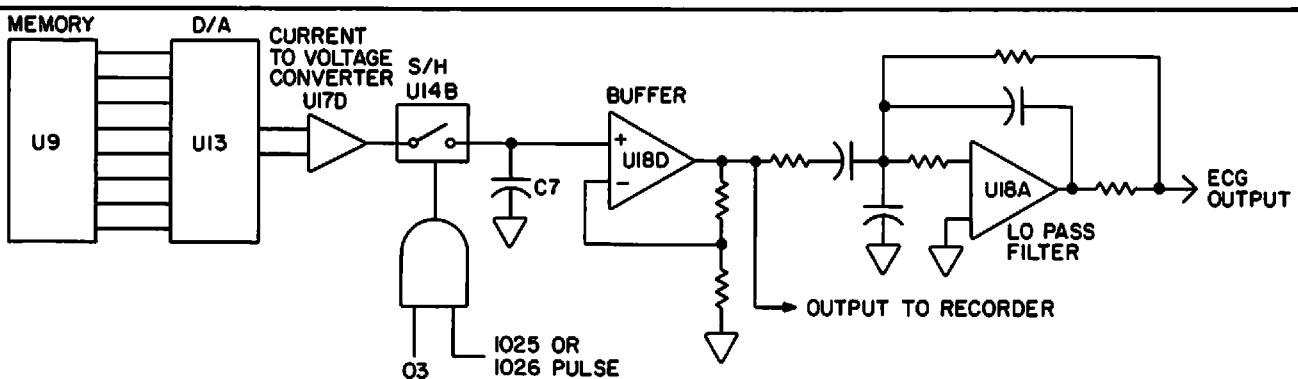 MEMORY
D/A
CURRENT
TO VOLTAGE
CONVERTER
U17D
S/H
U14B
BUFFER
U9
U13
+
U18D
−
C7
U18A
LO PASS
FILTER
ECG
OUTPUT
OUTPUT TO RECORDER
03
1025 OR
1026 PULSE